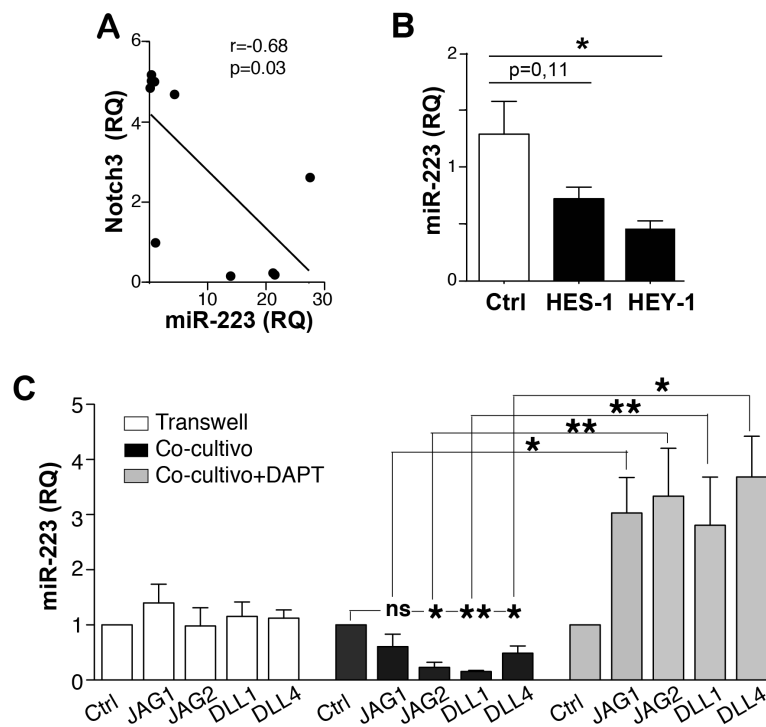 A
r=-0.68
p=0.03
6
4
2
0
10
20
30
Notch3 (RQ)
miR-223 (RQ)
B
*
p=0,11
2
1
0
miR-223 (RQ)
Ctrl
HES-1
HEY-1
C
Transwell
Co-cultivo
Co-cultivo+DAPT
5
4
3
2
1
0
miR-223 (RQ)
*
**
**
*
ns * ** *
Ctrl JAG1 JAG2 DLL1 DLL4
Ctrl JAG1 JAG2 DLL1 DLL4
Ctrl JAG1 JAG2 DLL1 DLL4